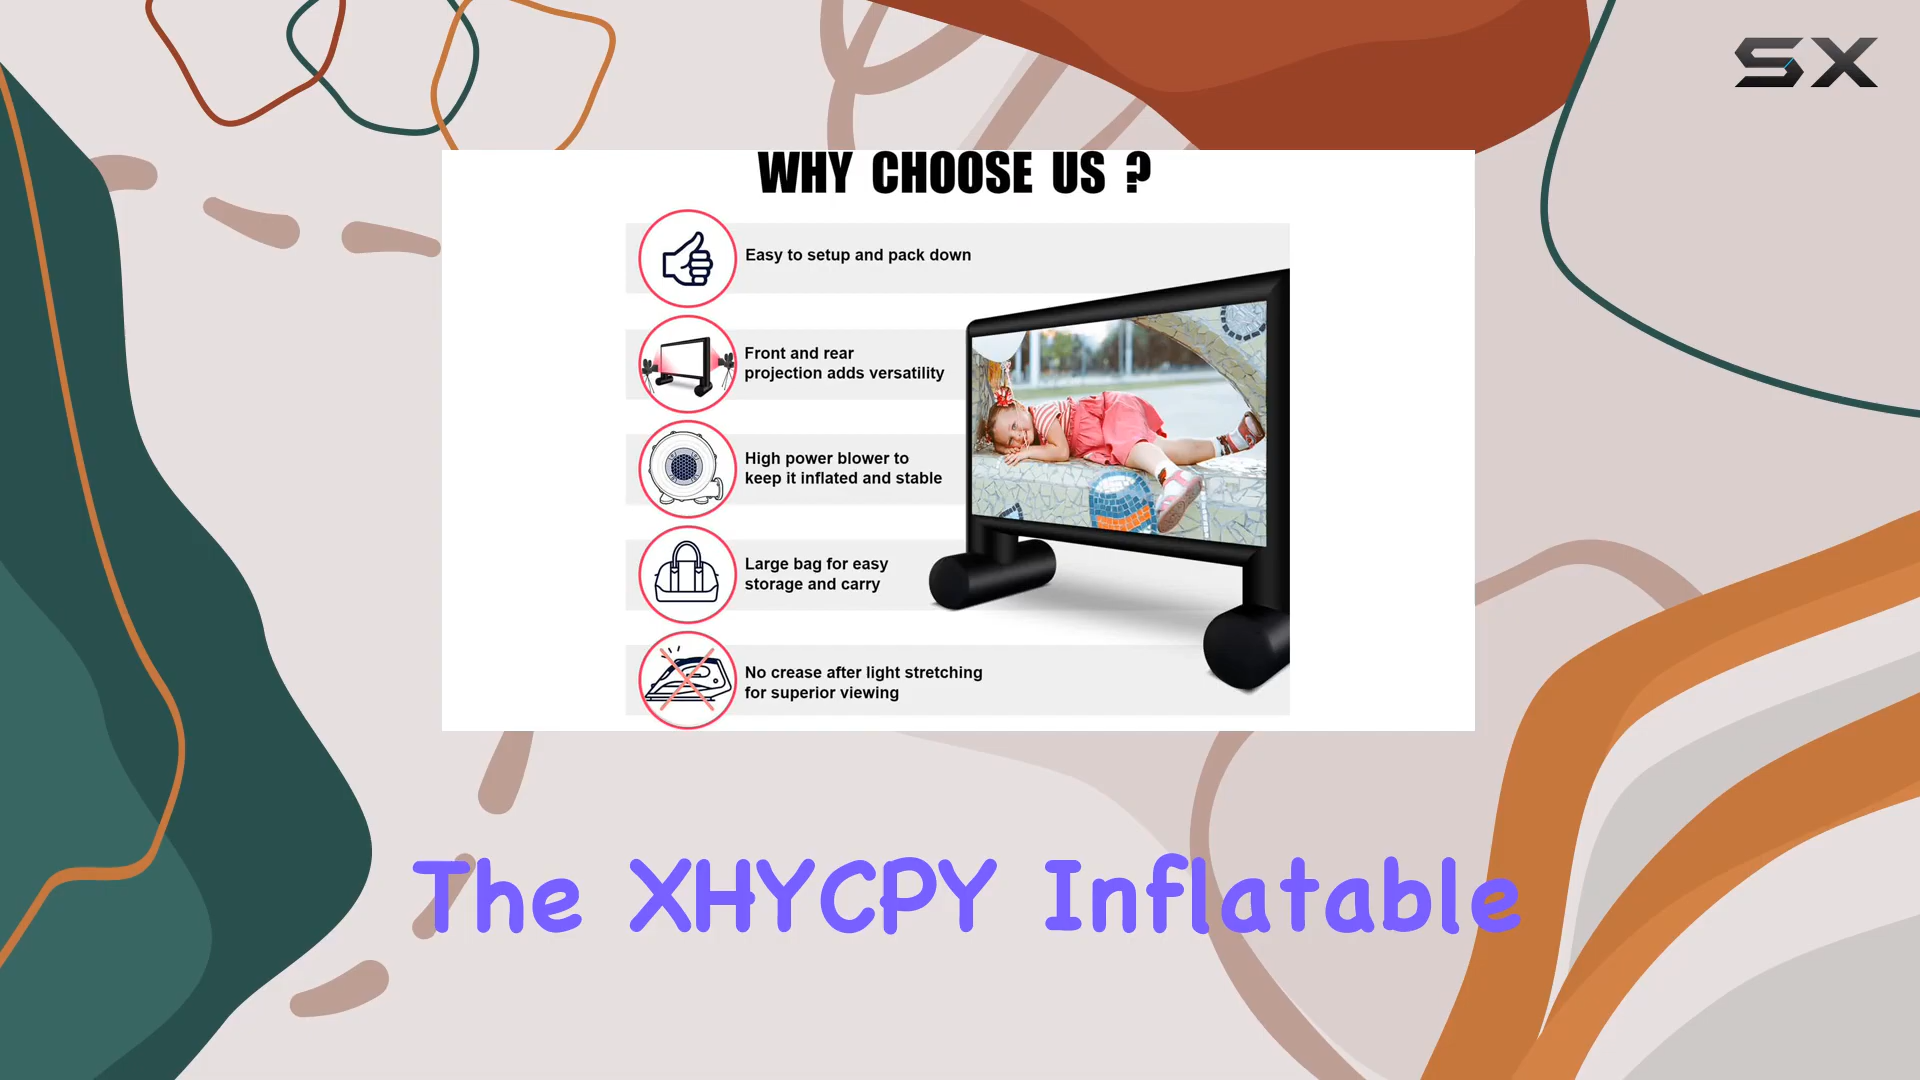 SX
WHY CHOOSE US ?
Easy to setup and pack down
Front and rear
projection adds versatility
High power blower to
keep it inflated and stable
Large bag for easy
storage and carry
No crease after light stretching
for superior viewing
The XHYCPY Inflatable